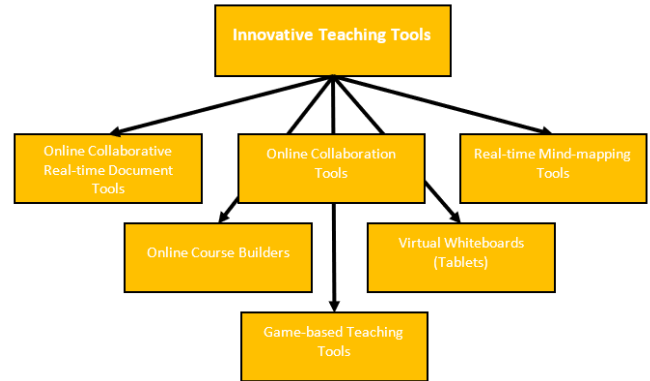 Innovative Teaching Tools
Online Collaborative
Real-time Document
Tools
Online Collaboration
Tools
Real-time Mind-mapping
Tools
Online Course Builders
Virtual Whiteboards
(Tablets)
Game-based Teaching
Tools